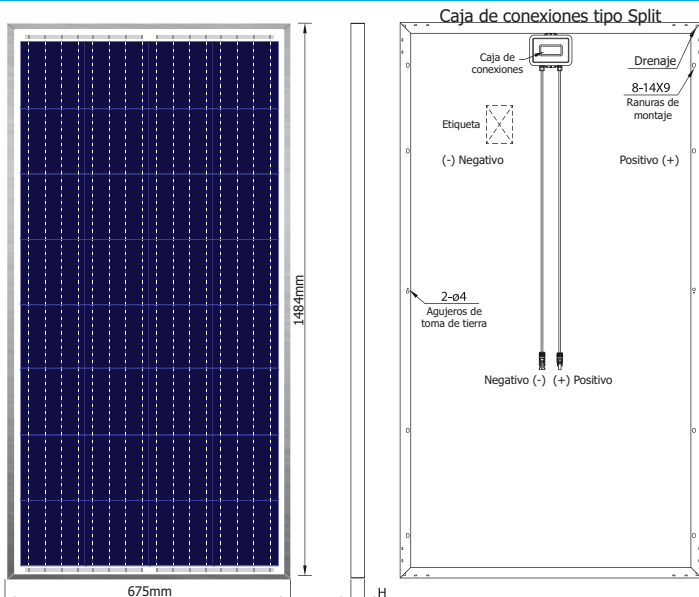 Caja de conexiones tipo Split
Caja de
conexiones
Drenaje
8-14X9
Ranuras de
montaje
Etiqueta
(-) Negativo
Positivo (+)
1484mm
2-ø4
Agujeros de
toma de tierra
Negativo (-) (+) Positivo
675mm
H